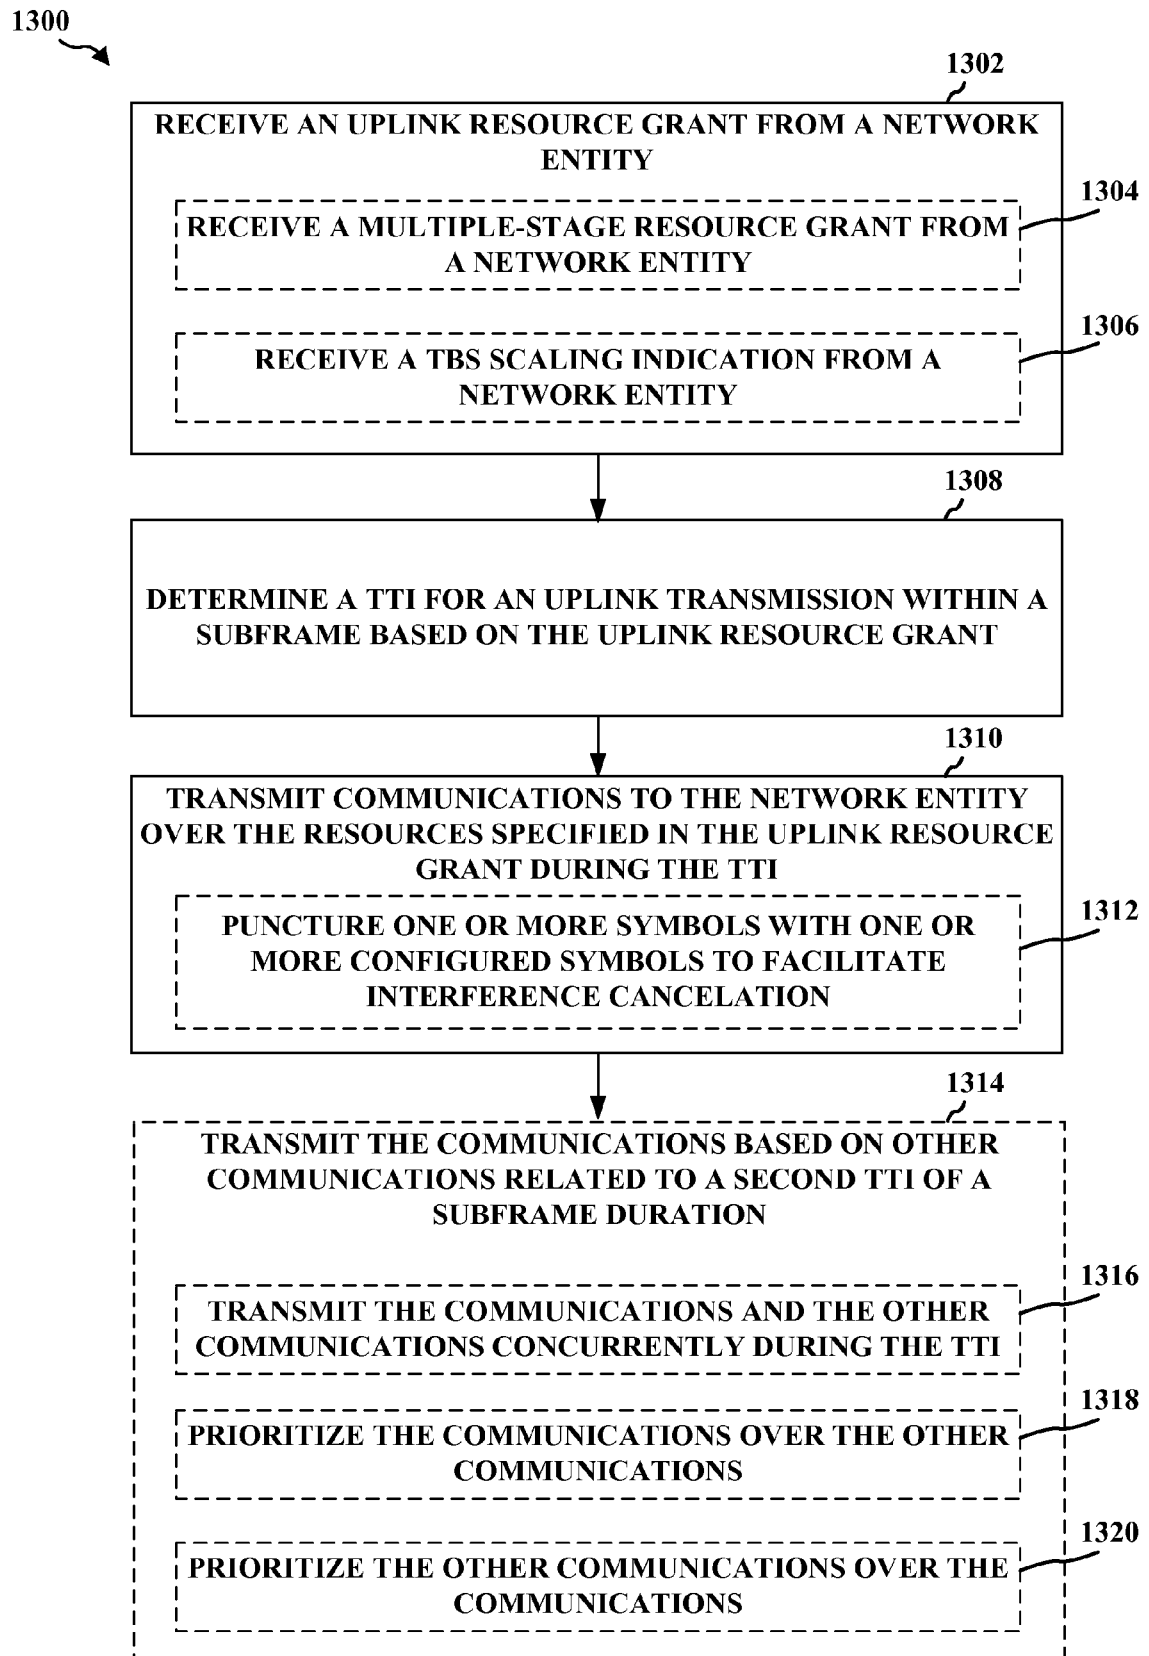 1300
1302
RECEIVE AN UPLINK RESOURCE GRANT FROM A NETWORK
ENTITY
1304
RECEIVE A MULTIPLE-STAGE RESOURCE GRANT FROM
A NETWORK ENTITY
1306
RECEIVE A TBS SCALING INDICATION FROM A
NETWORK ENTITY
1308
DETERMINE A TTI FOR AN UPLINK TRANSMISSION WITHIN A
SUBFRAME BASED ON THE UPLINK RESOURCE GRANT
1310
TRANSMIT COMMUNICATIONS TO THE NETWORK ENTITY
OVER THE RESOURCES SPECIFIED IN THE UPLINK RESOURCE
GRANT DURING THE TTI
1312
PUNCTURE ONE OR MORE SYMBOLS WITH ONE OR
MORE CONFIGURED SYMBOLS TO FACILITATE
INTERFERENCE CANCELATION
1314
TRANSMIT THE COMMUNICATIONS BASED ON OTHER
COMMUNICATIONS RELATED TO A SECOND TTI OF A
SUBFRAME DURATION
1316
TRANSMIT THE COMMUNICATIONS AND THE OTHER
COMMUNICATIONS CONCURRENTLY DURING THE TTI
1318
PRIORITIZE THE COMMUNICATIONS OVER THE OTHER
COMMUNICATIONS
1320
PRIORITIZE THE OTHER COMMUNICATIONS OVER THE
COMMUNICATIONS